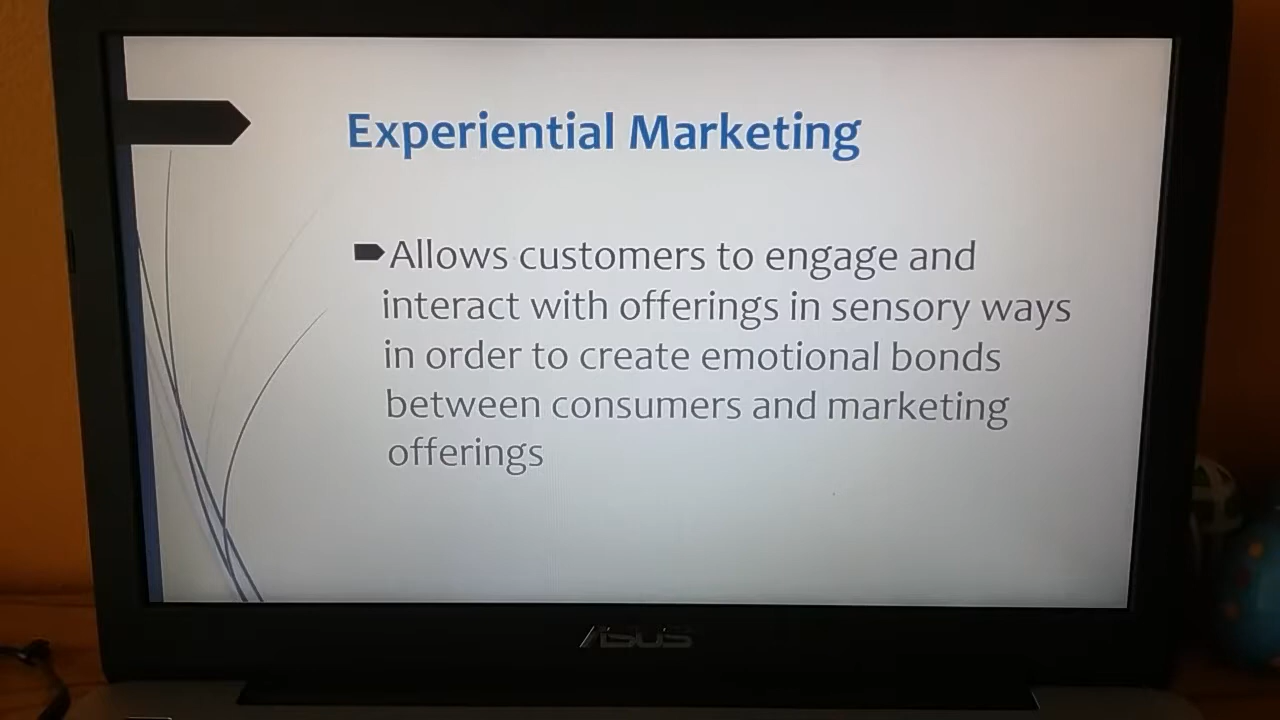 Experiential Marketing
Allows customers to engage and
interact with offerings in sensory ways
in order to create emotional bonds
between consumers and marketing
offerings
ASUS